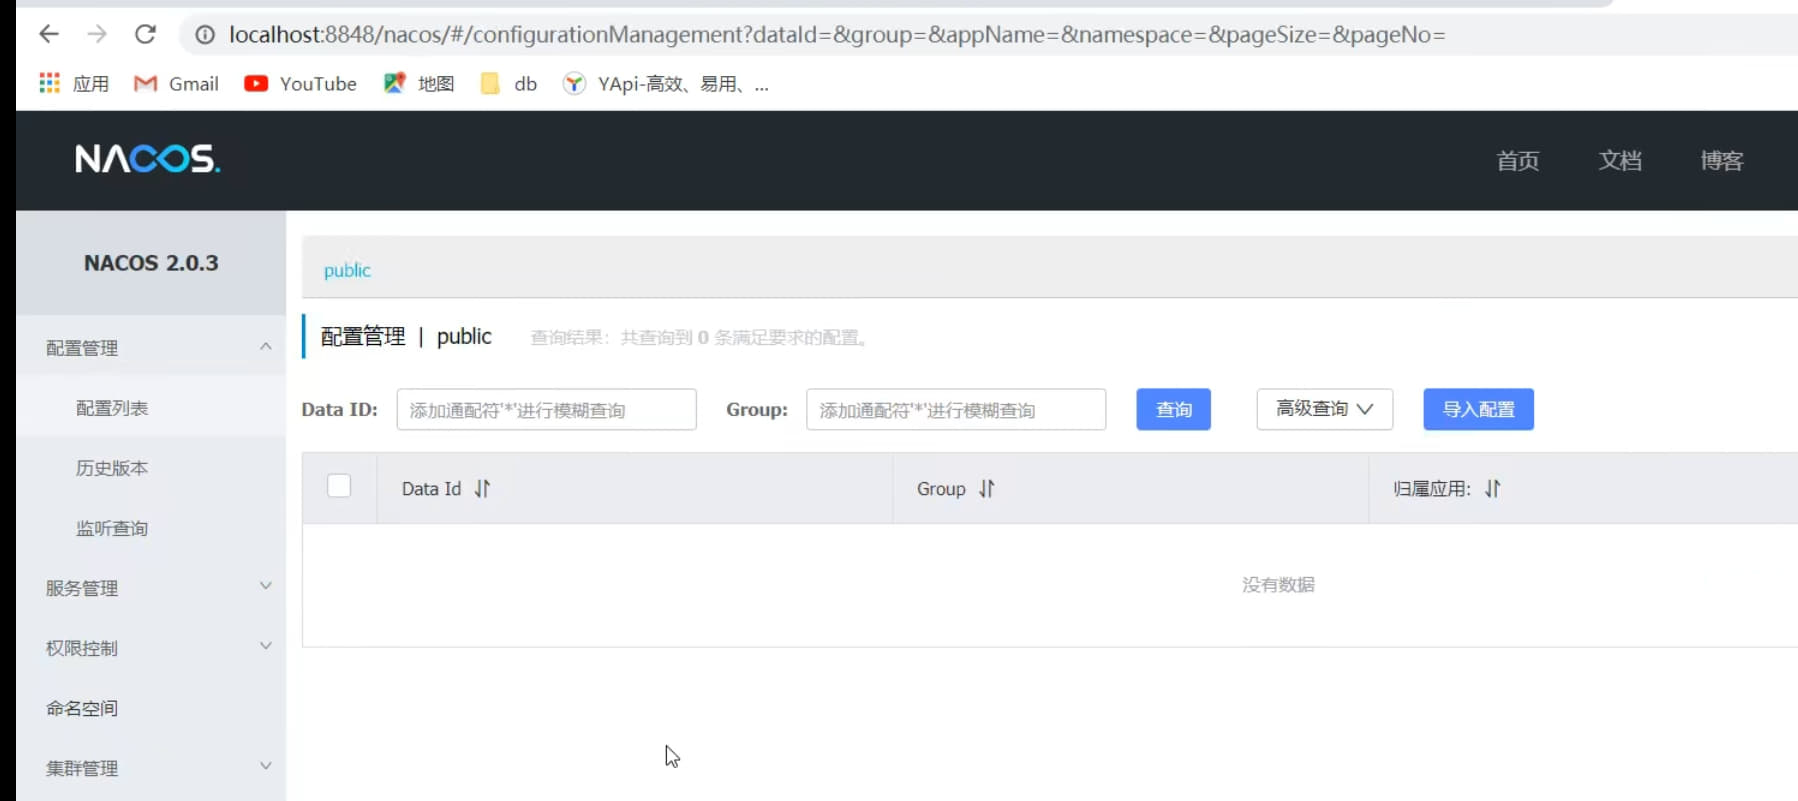 localhost:8848/nacos/#/configurationManagement?dataId=&group=&appName=&namespace=&pageSize=&pageNo=
应用 Gmail YouTube 地图 db YApi-高效、易用、...
NACOS. 首页 文档 博客
NACOS 2.0.3
配置管理
配置列表
历史版本
监听查询
服务管理
权限控制
命名空间
集群管理
public
配置管理 | public 查询结果：共查询到 0 条满足要求的配置。
Data ID: 添加通配符'*'进行模糊查询 Group: 添加通配符'*'进行模糊查询 查询 高级查询 导入配置
Data Id Group 归属应用:
没有数据